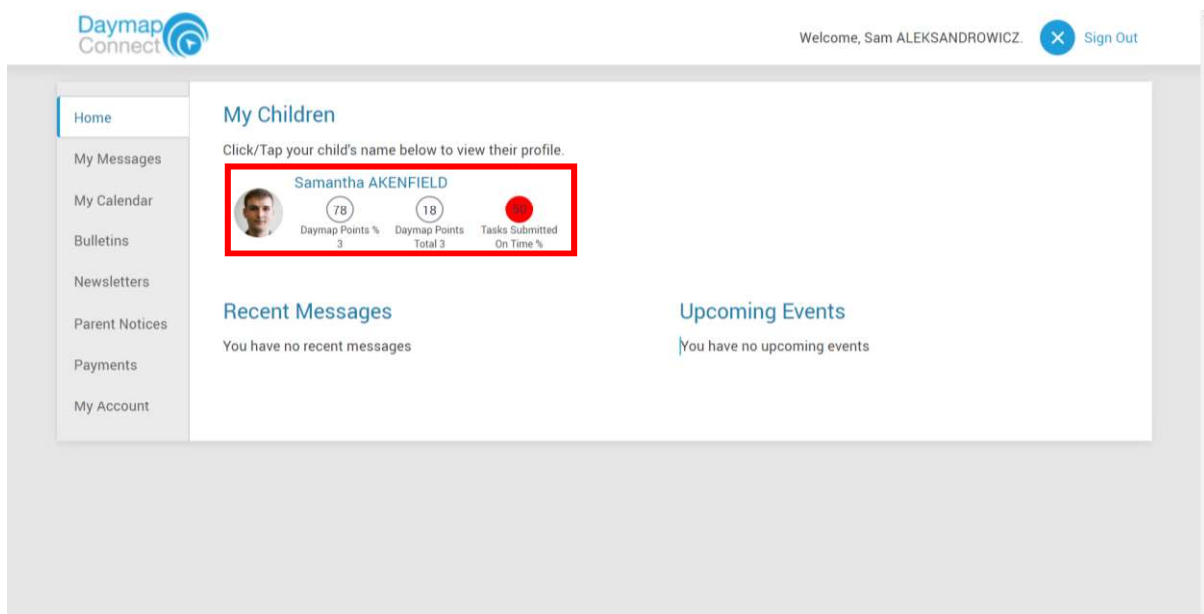 Daymap
Connect
Welcome, Sam ALEKSANDROWICZ.
Sign Out
Home
My Messages
My Calendar
Bulletins
Newsletters
Parent Notices
Payments
My Account
My Children
Click/Tap your child's name below to view their profile.
Samantha AKENFIELD
78
Daymap Points %
3
18
Daymap Points
Total 3
50
Tasks Submitted
On Time %
Recent Messages
You have no recent messages
Upcoming Events
You have no upcoming events